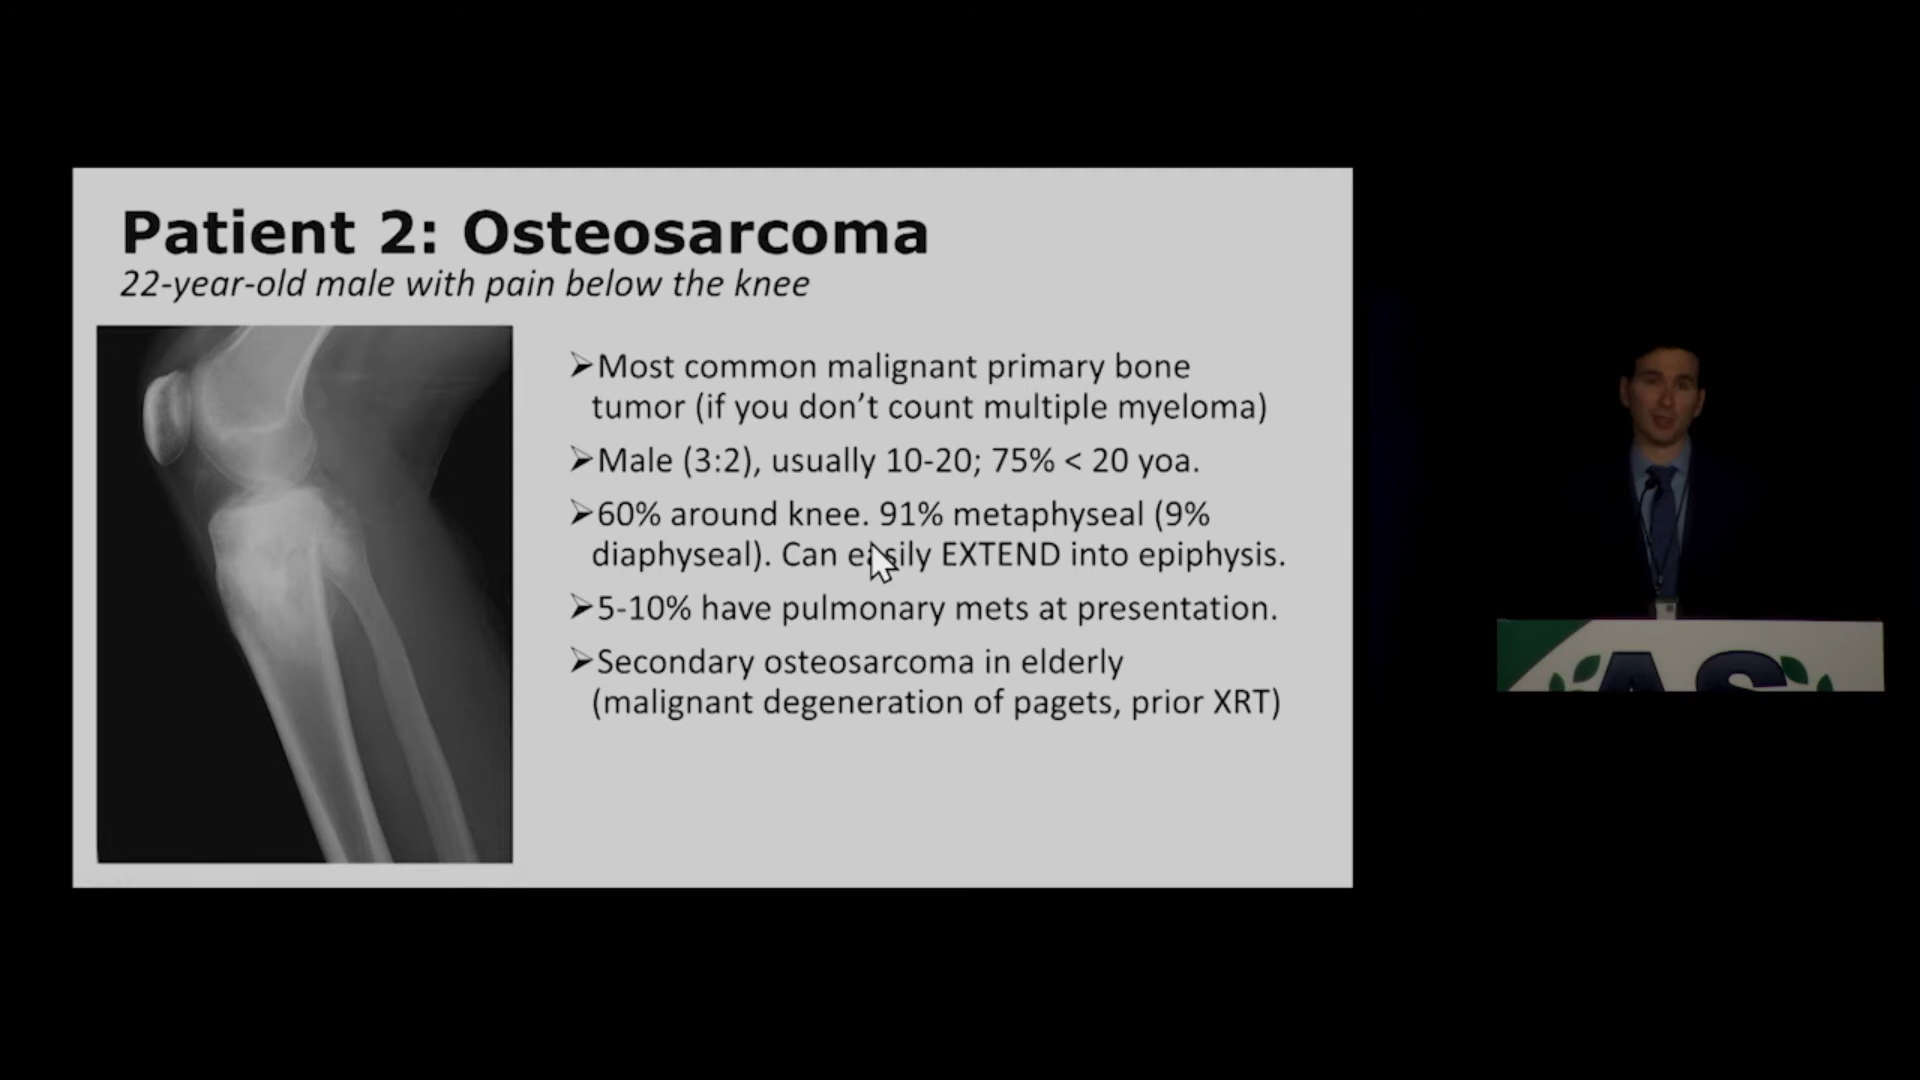 Patient 2: Osteosarcoma
22-year-old male with pain below the knee
➢Most common malignant primary bone
tumor (if you don’t count multiple myeloma)
➢Male (3:2), usually 10-20; 75% < 20 yoa.
➢60% around knee. 91% metaphyseal (9%
diaphyseal). Can easily EXTEND into epiphysis.
➢5-10% have pulmonary mets at presentation.
➢Secondary osteosarcoma in elderly
(malignant degeneration of pagets, prior XRT)
AS